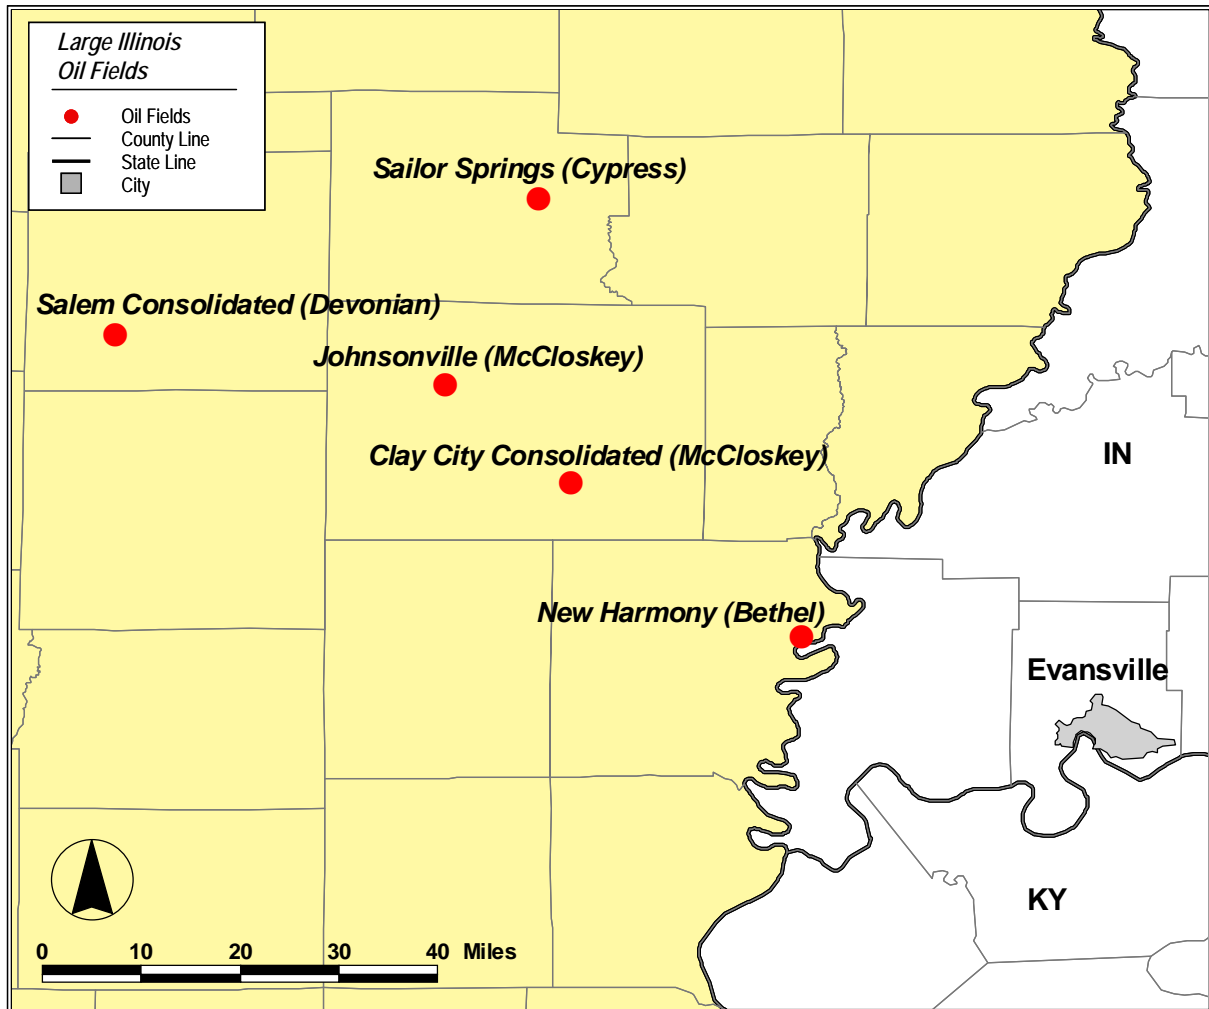 Large Illinois
Oil Fields
Oil Fields
County Line
State Line
City
Sailor Springs (Cypress)
Salem Consolidated (Devonian)
Johnsonville (McCloskey)
Clay City Consolidated (McCloskey)
IN
New Harmony (Bethel)
Evansville
KY
0 10 20 30 40 Miles